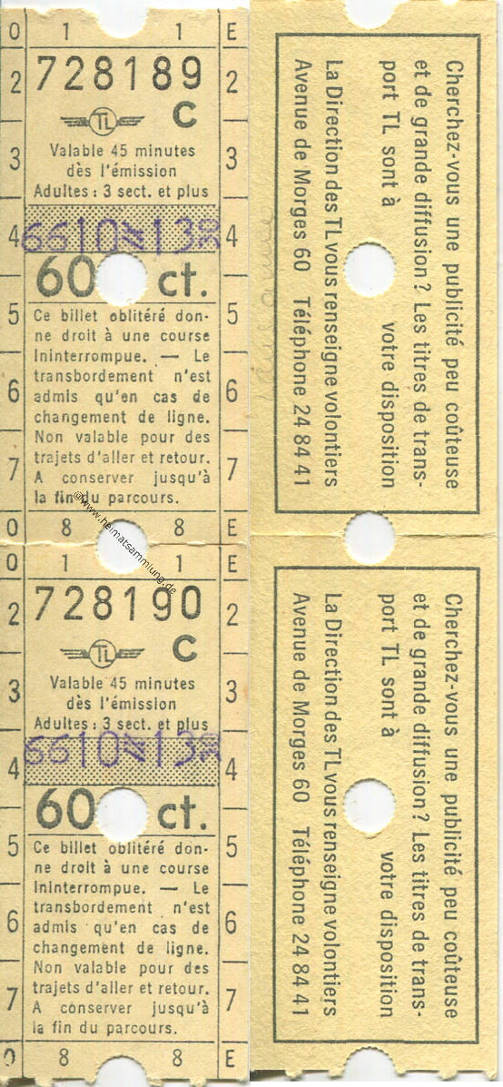 O 1 1 E
728189
2 2
TL C
Valable 45 minutes
3 dès l'émission 3
Adultes : 3 sect. et plus
4 4
60 ct.
5 Ce billet oblitéré don- 5
ne droit à une course
Ininterrompue. — Le
transbordement n'est
6 admis qu'en cas de 6
changement de ligne.
Non valable pour des
7 trajets d'aller et retour. 7
A conserver jusqu'à
la fin du parcours.
O 8 8 E
©www.heimatsammlung.de
O 1 1 E
728190
2 2
TL C
Valable 45 minutes
3 dès l'émission 3
Adultes : 3 sect. et plus
4 4
60 ct.
5 Ce billet oblitéré don- 5
ne droit à une course
Ininterrompue. — Le
transbordement n'est
6 admis qu'en cas de 6
changement de ligne.
Non valable pour des
7 trajets d'aller et retour. 7
A conserver jusqu'à
la fin du parcours.
O 8 8 E
Cherchez-vous une publicité peu coûteuse
et de grande diffusion ? Les titres de trans-
port TL sont à votre disposition
La Direction des TL vous renseigne volontiers
Avenue de Morges 60 Téléphone 24 84 41
Cherchez-vous une publicité peu coûteuse
et de grande diffusion ? Les titres de trans-
port TL sont à votre disposition
La Direction des TL vous renseigne volontiers
Avenue de Morges 60 Téléphone 24 84 41